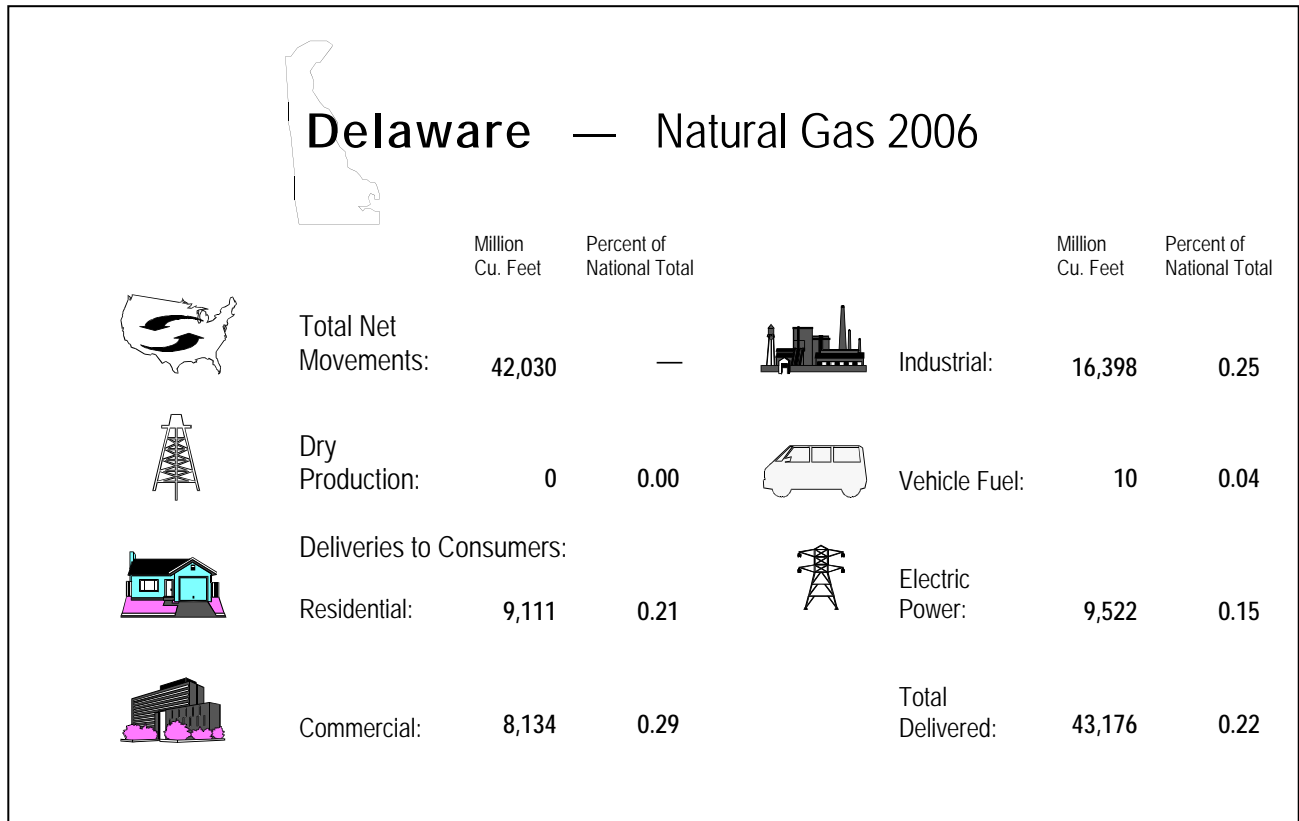 Delaware — Natural Gas 2006
Million
Cu. Feet
Percent of
National Total
Total Net
Movements: 42,030 —
Dry
Production: 0 0.00
Deliveries to Consumers:
Residential: 9,111 0.21
Commercial: 8,134 0.29
Million
Cu. Feet
Percent of
National Total
Industrial: 16,398 0.25
Vehicle Fuel: 10 0.04
Electric
Power: 9,522 0.15
Total
Delivered: 43,176 0.22